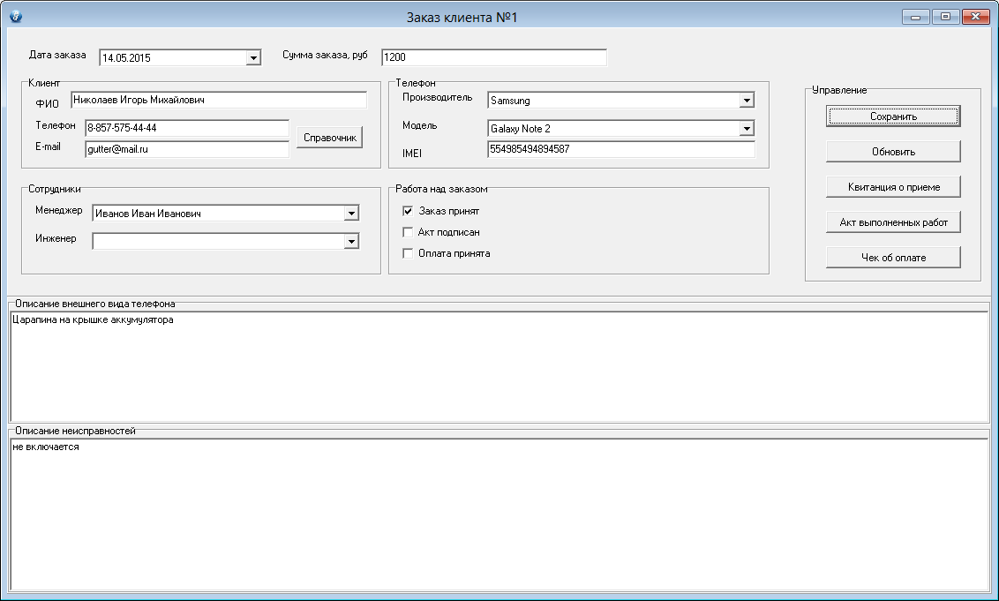 Заказ клиента №1
Дата заказа 14.05.2015 Сумма заказа, руб 1200
Клиент
ФИО Николаев Игорь Михайлович
Телефон 8-857-575-44-44
E-mail gutter@mail.ru
Справочник
Телефон
Производитель Samsung
Модель Galaxy Note 2
IMEI 554985494894587
Управление
Сохранить
Обновить
Квитанция о приеме
Акт выполненных работ
Чек об оплате
Сотрудники
Менеджер Иванов Иван Иванович
Инженер
Работа над заказом
Заказ принят
Акт подписан
Оплата принята
Описание внешнего вида телефона
Царапина на крышке аккумулятора
Описание неисправностей
не включается